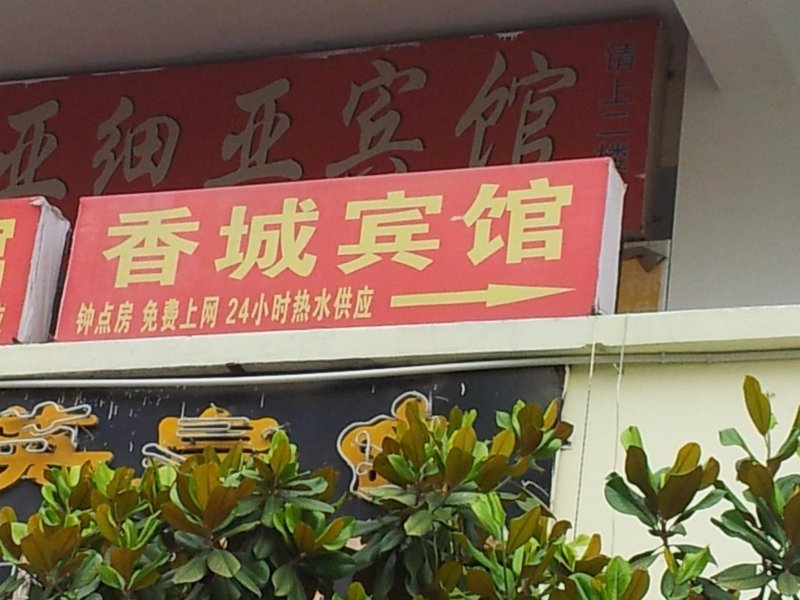 亚细亚宾馆
请上二楼
香城宾馆
钟点房 免费上网 24小时热水供应